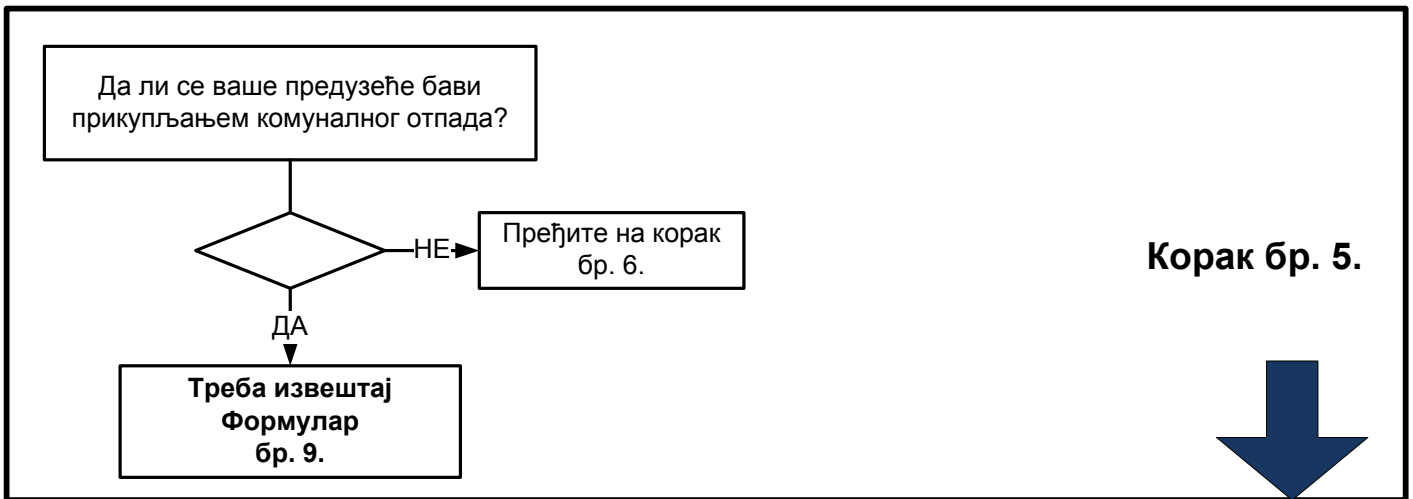 Да ли се ваше предузеће бави
прикупљањем комуналног отпада?
НЕ
Пређите на корак
бр. 6.
Корак бр. 5.
ДА
Треба извештај
Формулар
бр. 9.